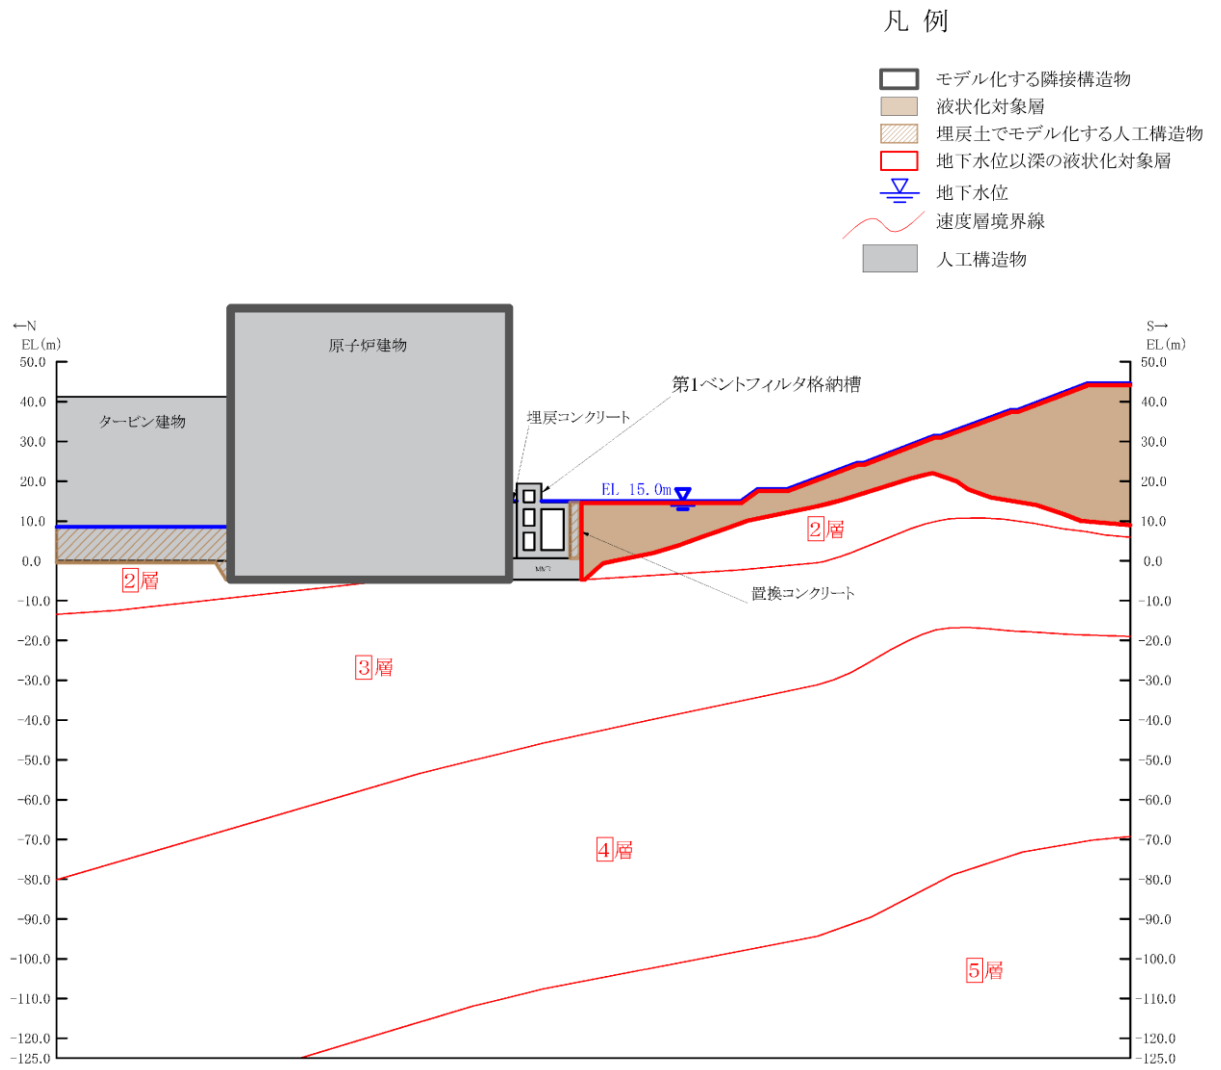 凡 例
モデル化する隣接構造物
液状化対象層
埋戻土でモデル化する人工構造物
地下水位以深の液状化対象層
地下水位
速度層境界線
人工構造物
←N
EL(m)
S→
EL(m)
50.0
40.0
30.0
20.0
10.0
0.0
-10.0
-20.0
-30.0
-40.0
-50.0
-60.0
-70.0
-80.0
-90.0
-100.0
-110.0
-120.0
-125.0
タービン建物
原子炉建物
埋戻コンクリート
第1ベントフィルタ格納槽
EL 15.0m
MMR
置換コンクリート
2層
2層
3層
4層
5層
50.0
40.0
30.0
20.0
10.0
0.0
-10.0
-20.0
-30.0
-40.0
-50.0
-60.0
-70.0
-80.0
-90.0
-100.0
-110.0
-120.0
-125.0